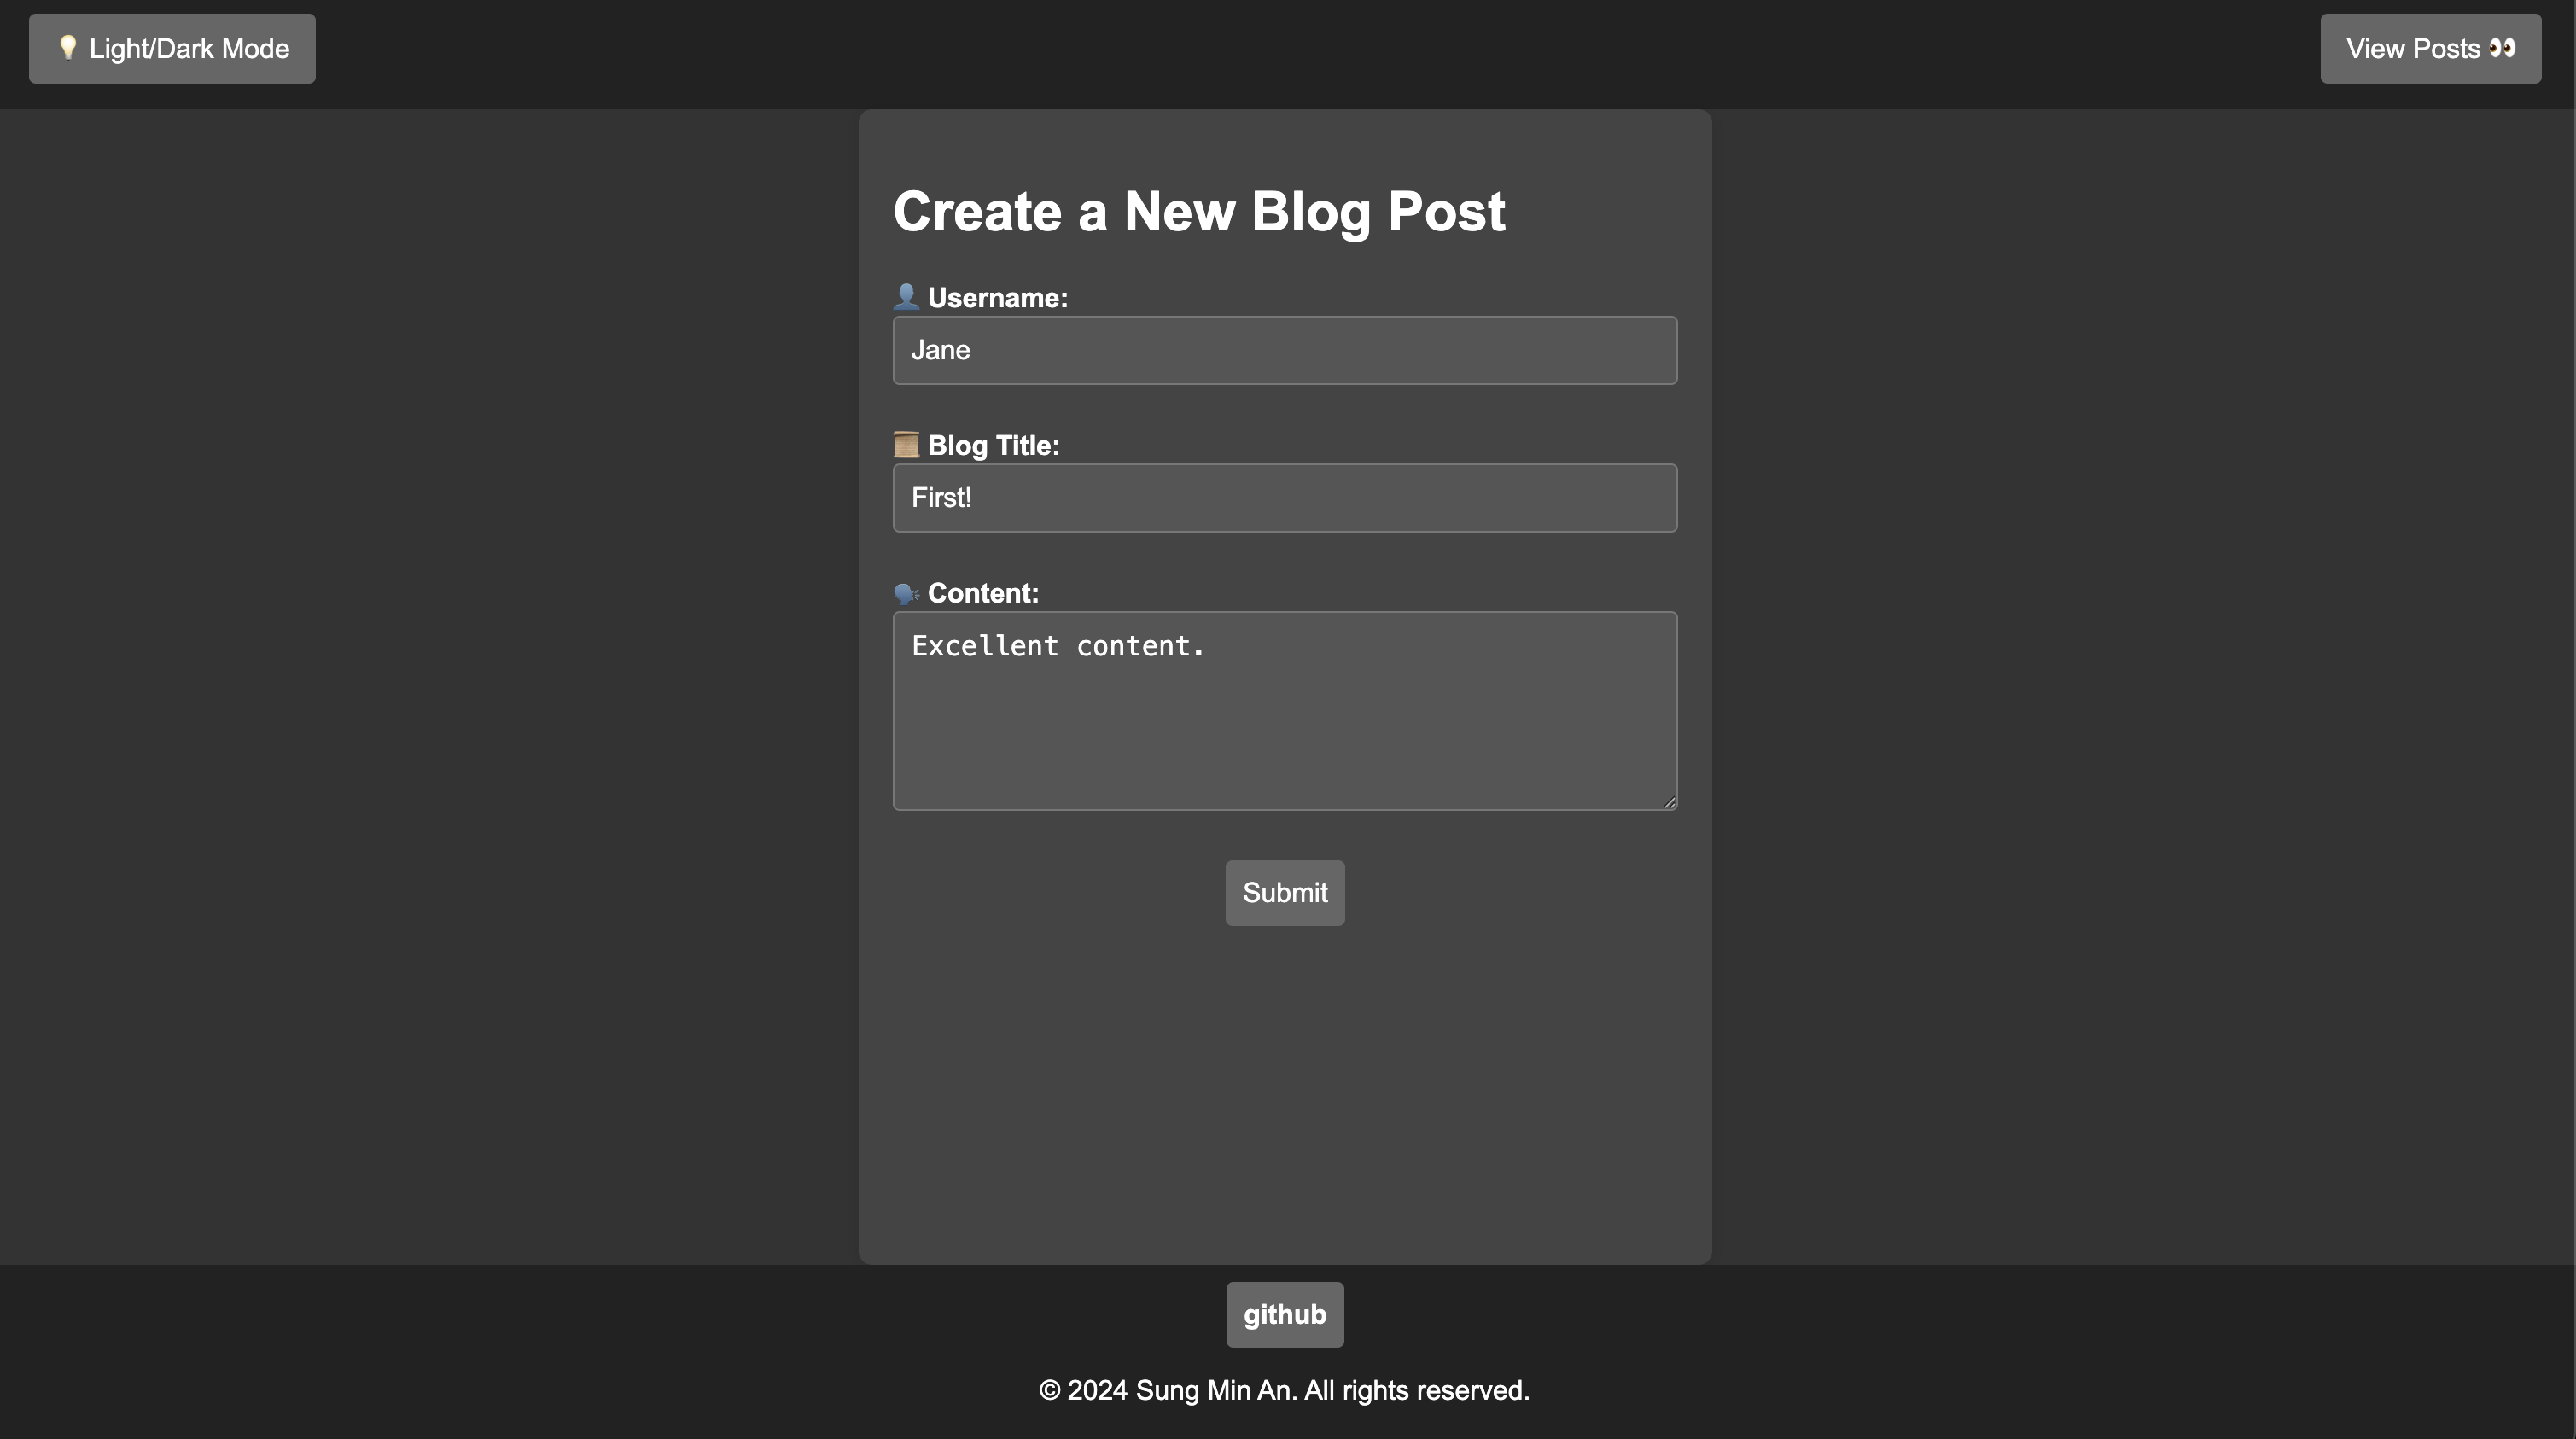 💡 Light/Dark Mode
View Posts 👀
Create a New Blog Post
👤 Username:
Jane
📜 Blog Title:
First!
🗣️ Content:
Excellent content.
Submit
github
© 2024 Sung Min An. All rights reserved.